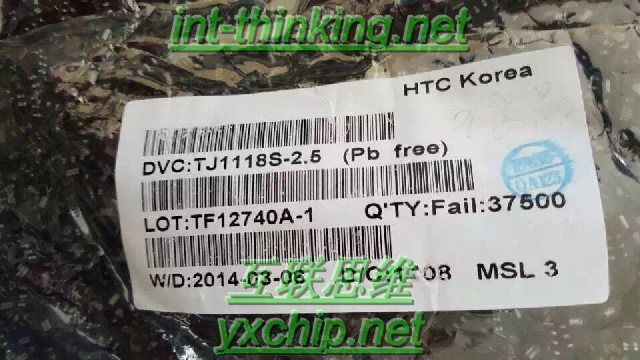 int-thinking.net
HTC Korea
DVC:TJ1118S-2.5 (Pb free)
LOT:TF12740A-1 Q'TY:Fail:37500
W/D:2014-03-06 MSL 3
互联思维
yxchip.net